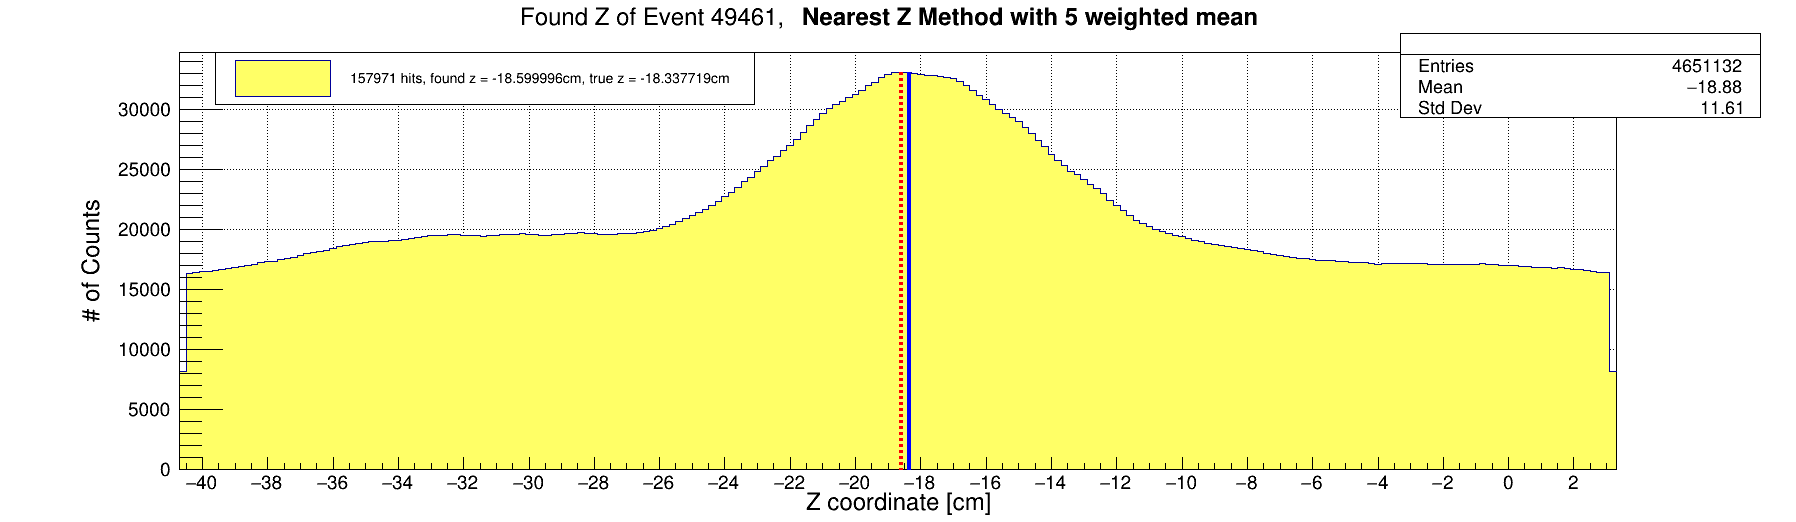 Found Z of Event 49461, Nearest Z Method with 5 weighted mean
157971 hits, found z = -18.599996cm, true z = -18.337719cm
Entries 4651132
Mean −18.88
Std Dev 11.61
# of Counts
30000
25000
20000
15000
10000
5000
0
−40 −38 −36 −34 −32 −30 −28 −26 −24 −22 −20 −18 −16 −14 −12 −10 −8 −6 −4 −2 0 2
Z coordinate [cm]